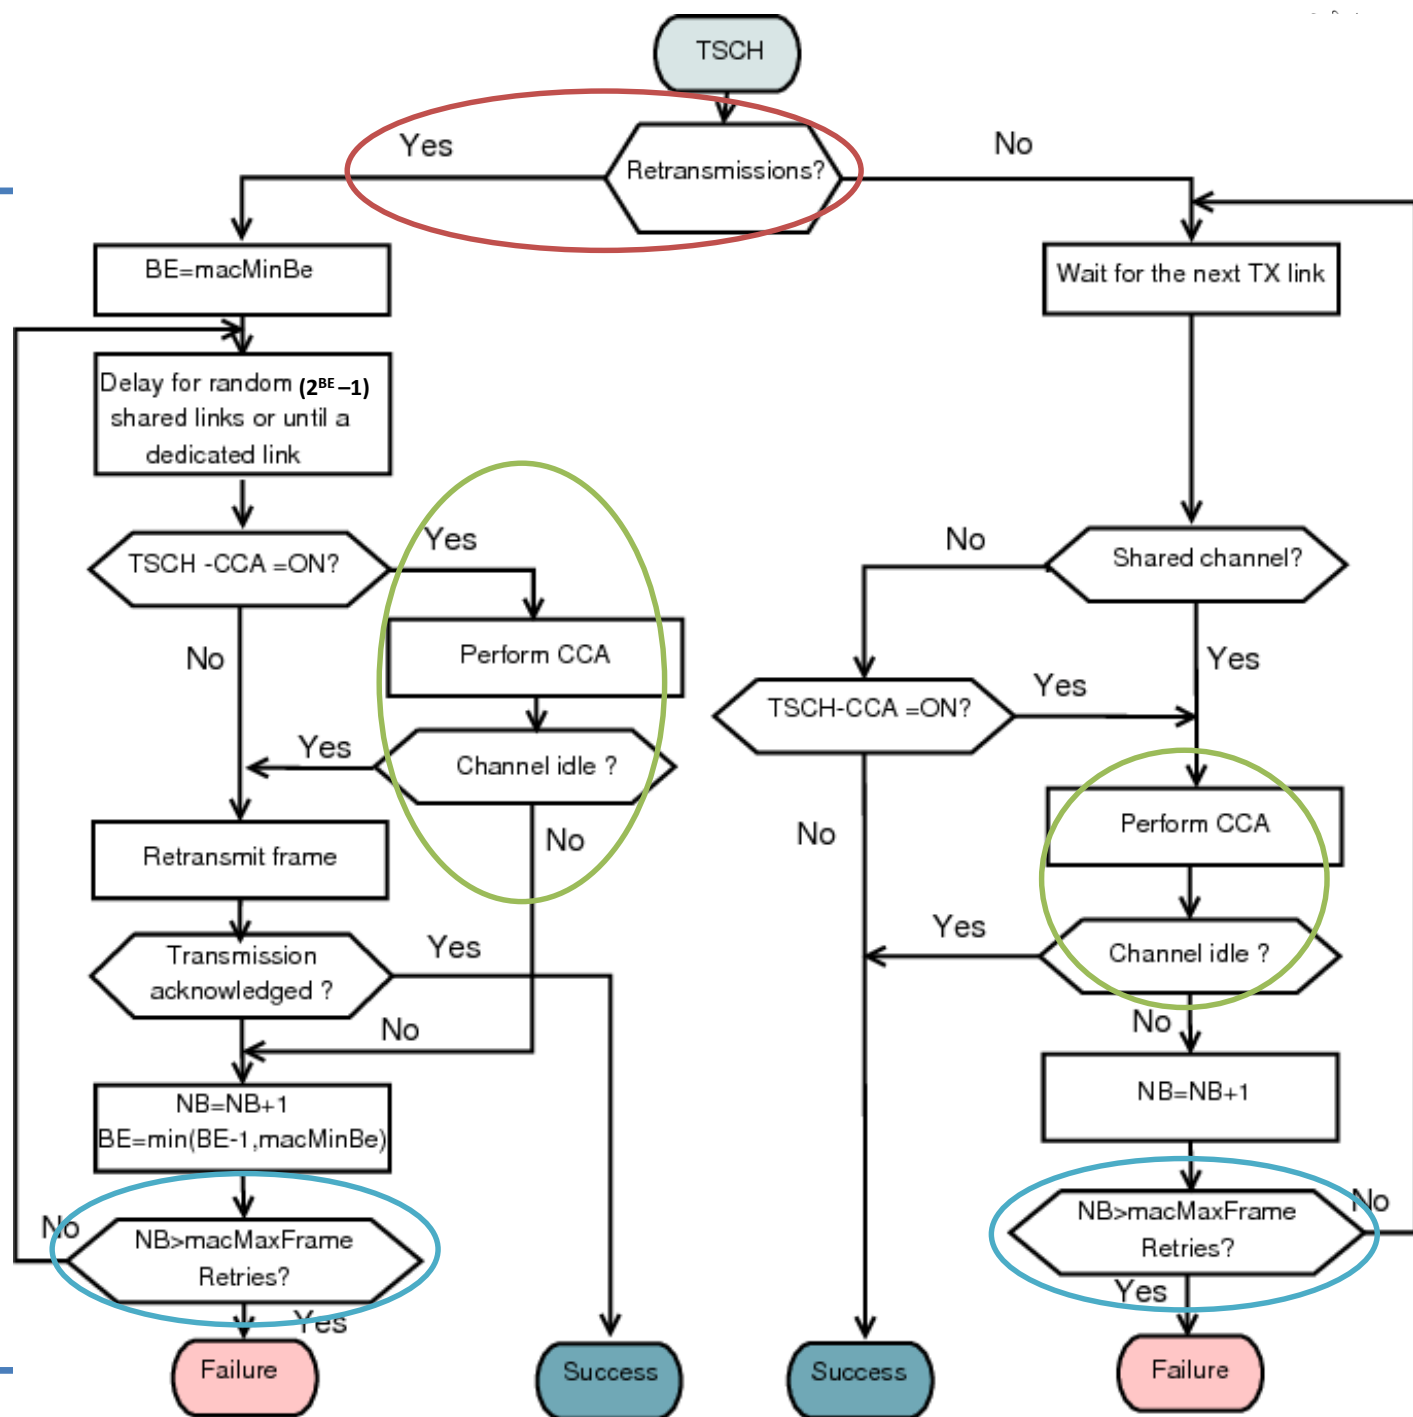 TSCH
Yes
Retransmissions?
No
BE=macMinBe
Wait for the next TX link
Delay for random (2^BE –1)
shared links or until a
dedicated link
TSCH -CCA =ON?
Yes
No
Perform CCA
Yes
Channel idle ?
No
Retransmit frame
Transmission
acknowledged ?
Yes
No
NB=NB+1
BE=min(BE-1,macMinBe)
NB>macMaxFrame
Retries?
No
Yes
Failure
Success
Shared channel?
No
Yes
TSCH-CCA =ON?
Yes
No
Perform CCA
Channel idle ?
Yes
No
NB=NB+1
NB>macMaxFrame
Retries?
No
Yes
Success
Failure